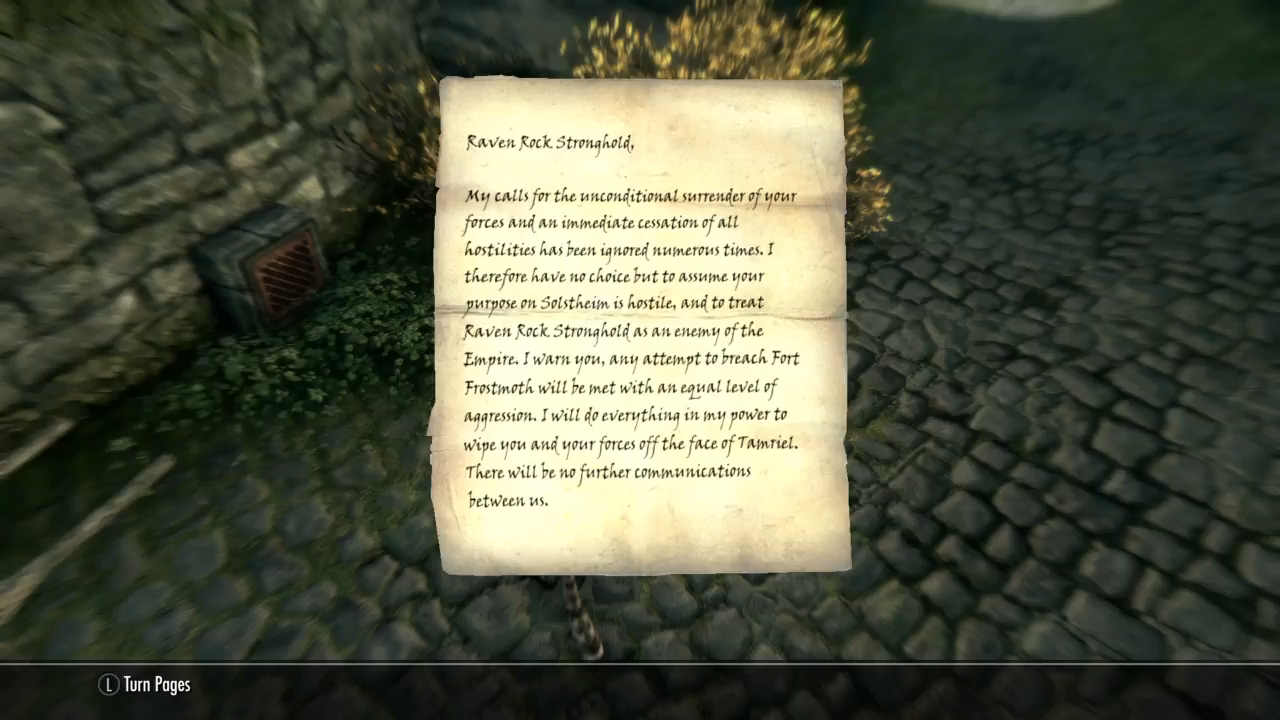 Raven Rock Stronghold,
My calls for the unconditional surrender of your
forces and an immediate cessation of all
hostilities has been ignored numerous times. I
therefore have no choice but to assume your
purpose on Solstheim is hostile, and to treat
Raven Rock Stronghold as an enemy of the
Empire. I warn you, any attempt to breach Fort
Frostmoth will be met with an equal level of
aggression. I will do everything in my power to
wipe you and your forces off the face of Tamriel.
There will be no further communications
between us.
L Turn Pages